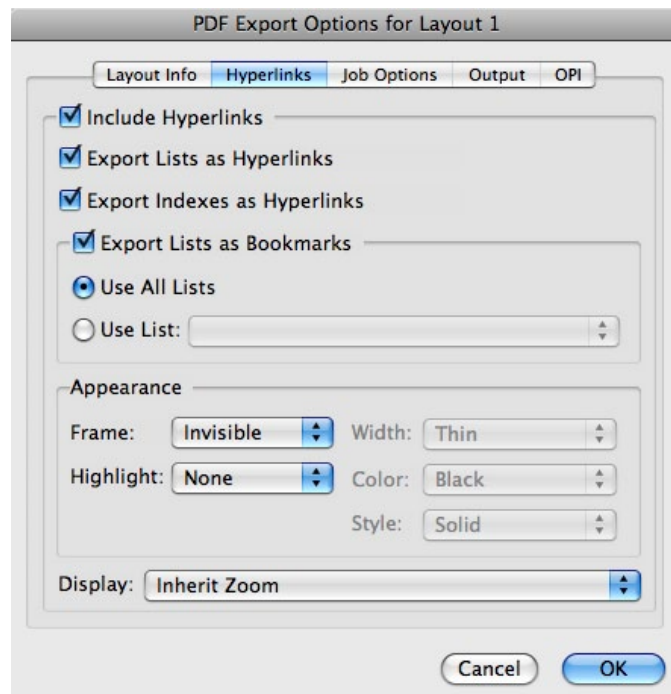 PDF Export Options for Layout 1
Layout Info Hyperlinks Job Options Output OPI
Include Hyperlinks
Export Lists as Hyperlinks
Export Indexes as Hyperlinks
Export Lists as Bookmarks
Use All Lists
Use List:
Appearance
Frame: Invisible Width: Thin
Highlight: None Color: Black
Style: Solid
Display: Inherit Zoom
Cancel OK